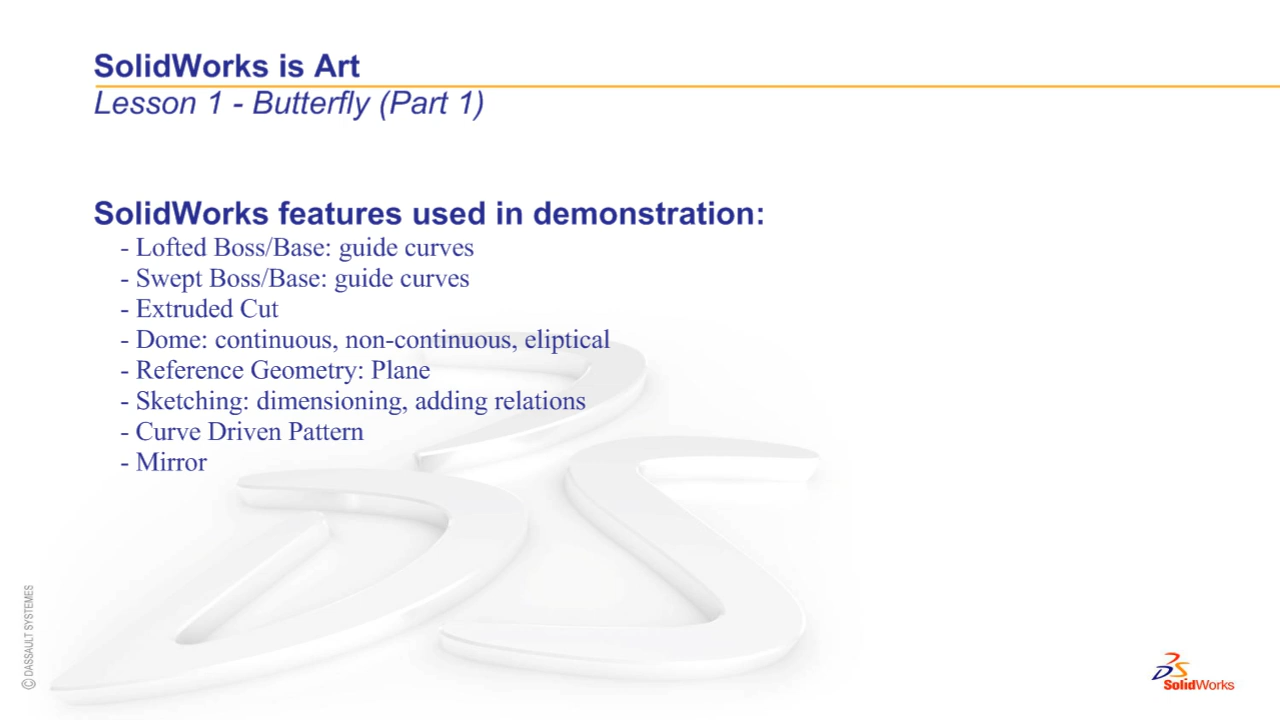 SolidWorks is Art
Lesson 1 - Butterfly (Part 1)
SolidWorks features used in demonstration:
- Lofted Boss/Base: guide curves
- Swept Boss/Base: guide curves
- Extruded Cut
- Dome: continuous, non-continuous, eliptical
- Reference Geometry: Plane
- Sketching: dimensioning, adding relations
- Curve Driven Pattern
- Mirror
© DASSAULT SYSTEMES
SolidWorks